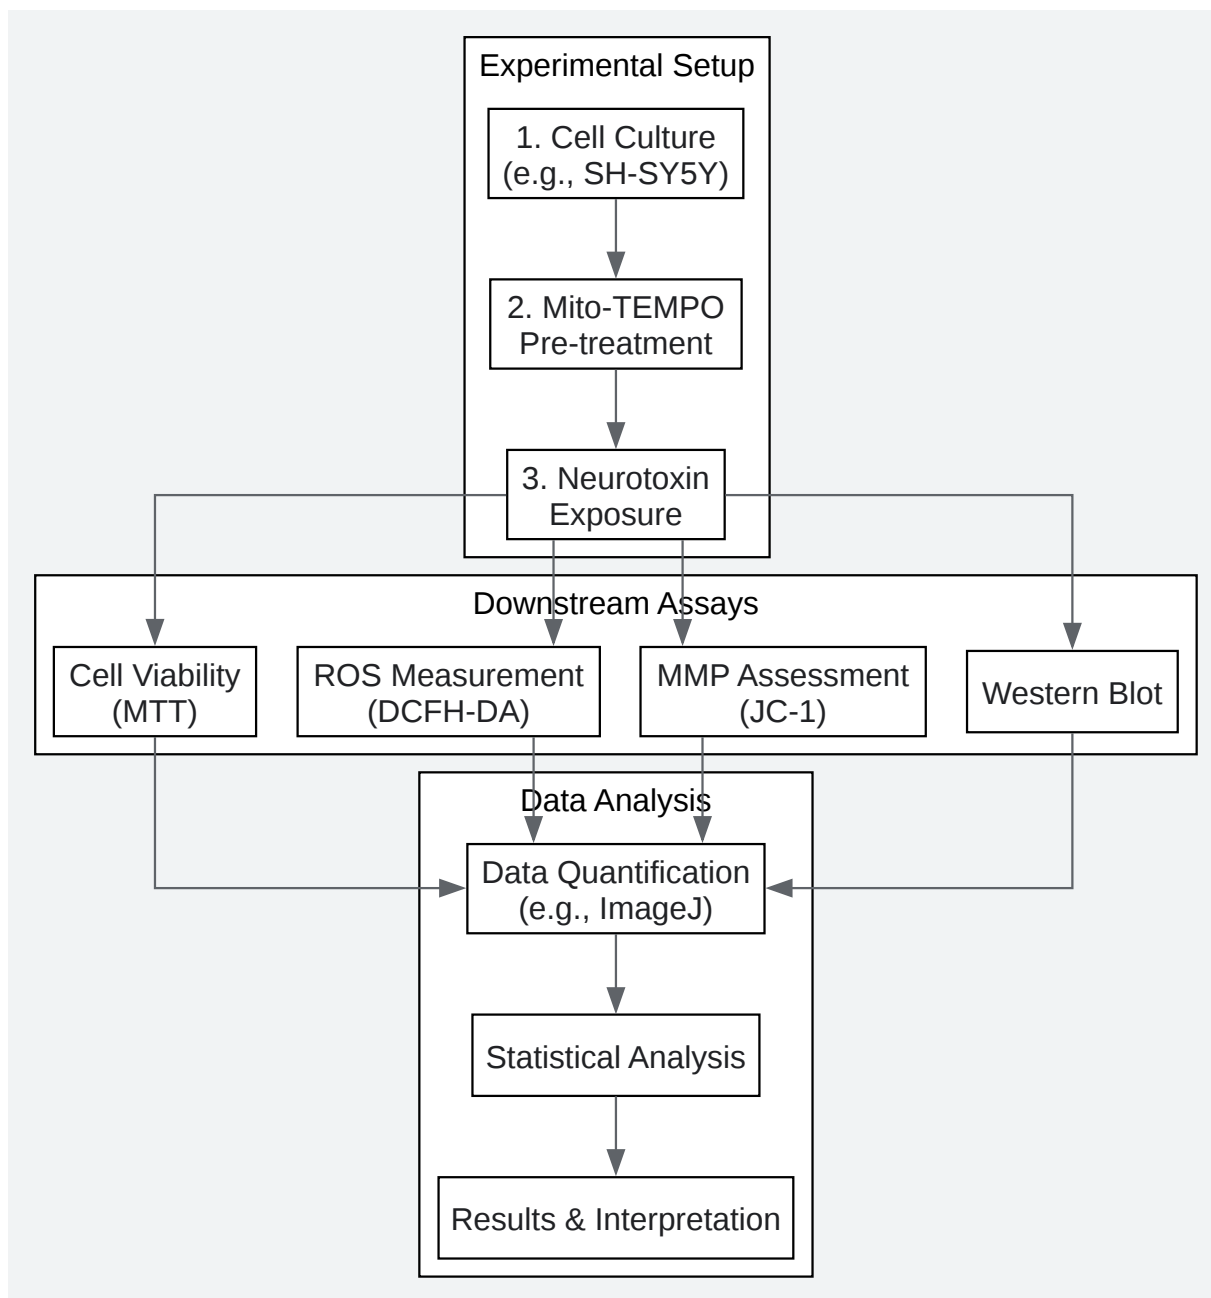 Experimental Setup
1. Cell Culture
(e.g., SH-SY5Y)
2. Mito-TEMPO
Pre-treatment
3. Neurotoxin
Exposure
Downstream Assays
Cell Viability
(MTT)
ROS Measurement
(DCFH-DA)
MMP Assessment
(JC-1)
Western Blot
Data Analysis
Data Quantification
(e.g., ImageJ)
Statistical Analysis
Results & Interpretation